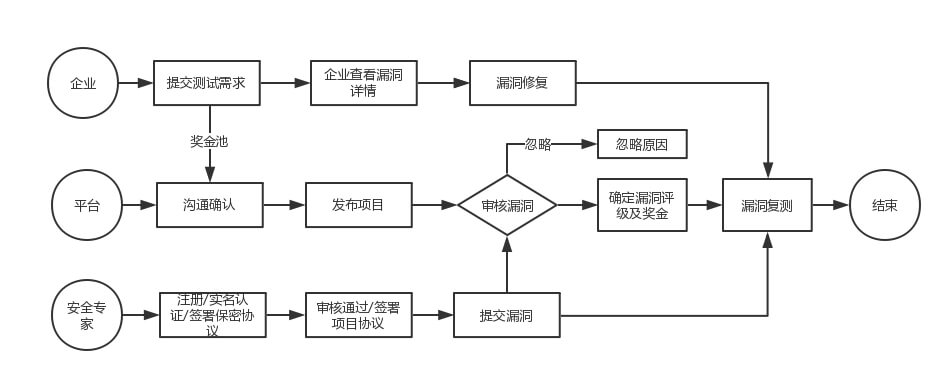 企业
提交测试需求
企业查看漏洞
详情
漏洞修复
奖金池
忽略
忽略原因
平台
沟通确认
发布项目
审核漏洞
确定漏洞评
级及奖金
漏洞复测
结束
安全专
家
注册/实名认
证/签署保密协
议
审核通过/签署
项目协议
提交漏洞